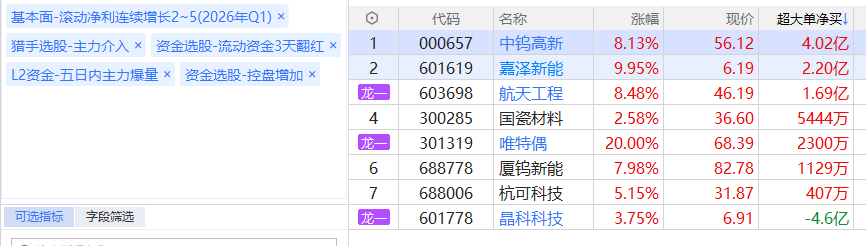 基本面-滚动净利连续增长2~5(2026年Q1) ×
猎手选股-主力介入 × 资金选股-流动资金3天翻红 ×
L2资金-五日内主力爆量 × 资金选股-控盘增加 ×
可选指标 字段筛选
代码 名称 涨幅 现价 超大单净买↓
1 000657 中钨高新 8.13% 56.12 4.02亿
2 601619 嘉泽新能 9.95% 6.19 2.20亿
龙一 603698 航天工程 8.48% 46.19 1.69亿
4 300285 国瓷材料 2.58% 36.60 5444万
龙一 301319 唯特偶 20.00% 68.39 2300万
6 688778 厦钨新能 7.98% 82.78 1129万
7 688006 杭可科技 5.15% 31.87 407万
龙一 601778 晶科科技 3.75% 6.91 -4.6亿